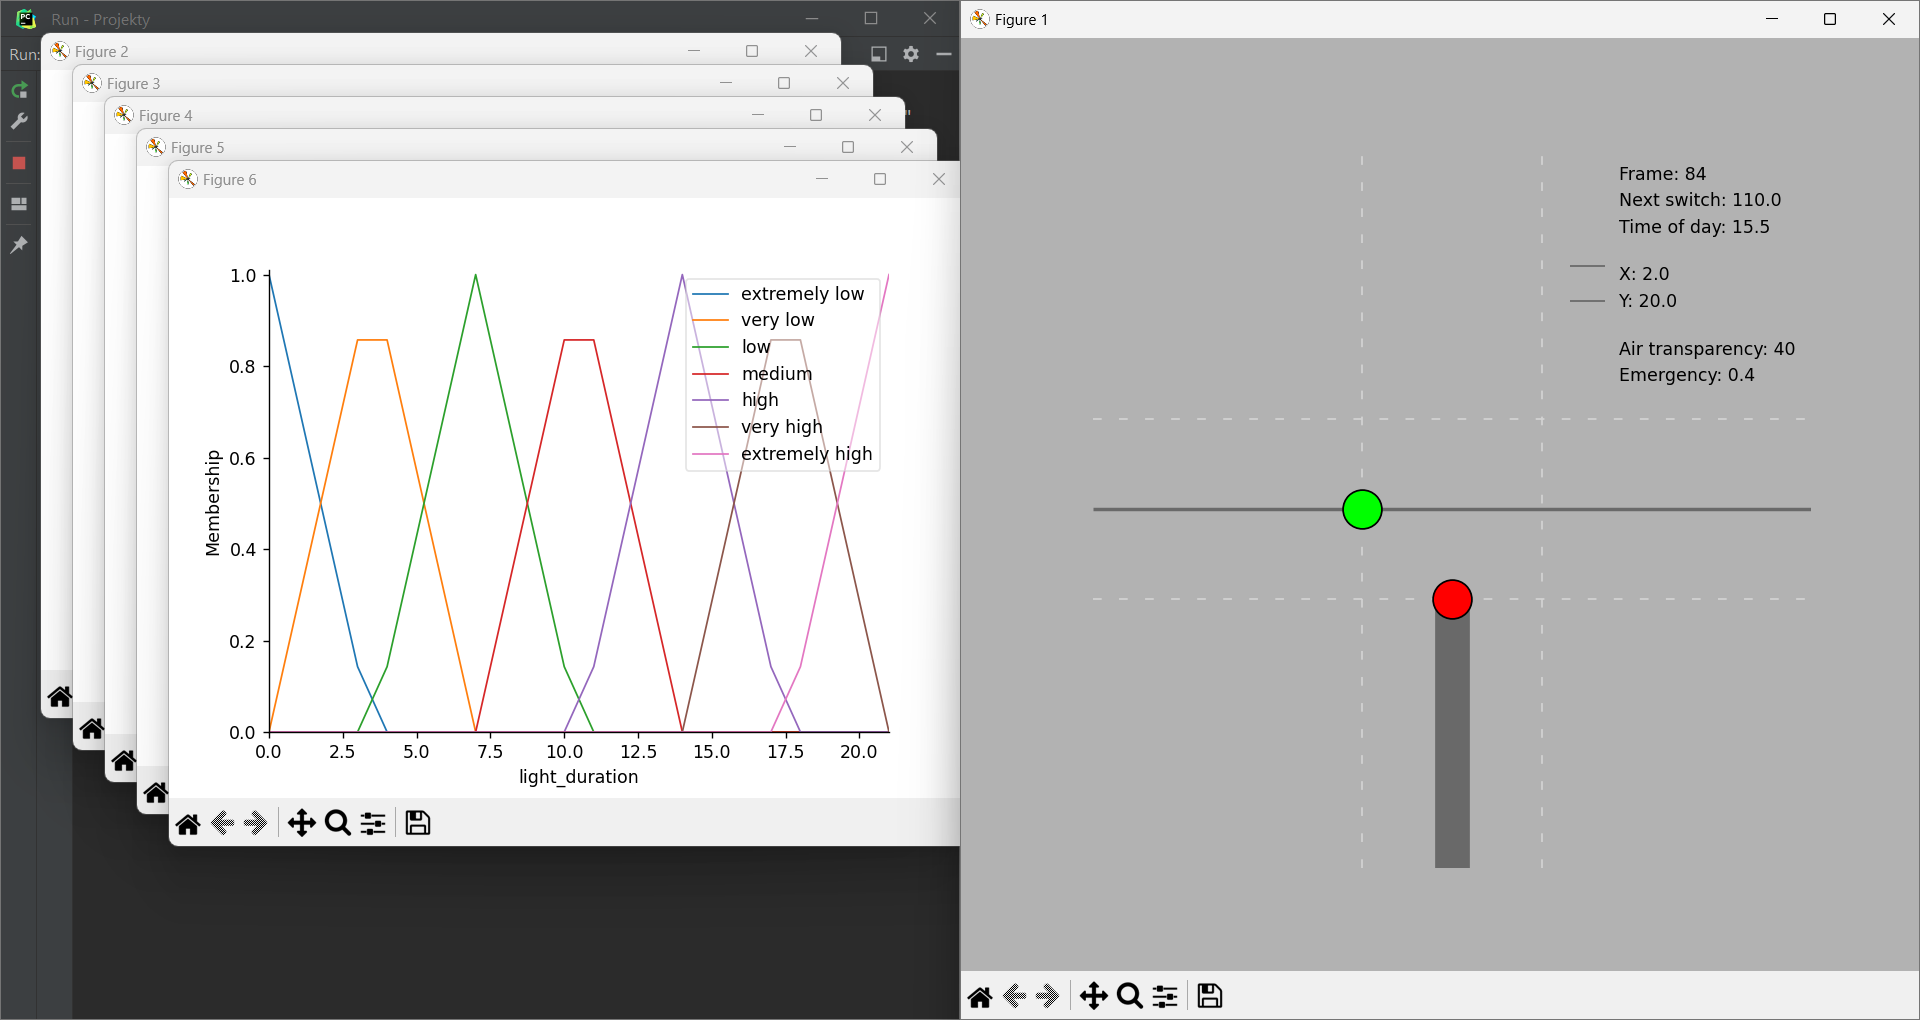 Run - Projekty
Run:
Figure 2
Figure 3
Figure 4
"
Figure 5
Figure 6
1.0
0.8
0.6
0.4
0.2
0.0
Membership
extremely low
very low
low
medium
high
very high
extremely high
0.0 2.5 5.0 7.5 10.0 12.5 15.0 17.5 20.0
light_duration
Figure 1
Frame: 84
Next switch: 110.0
Time of day: 15.5
X: 2.0
Y: 20.0
Air transparency: 40
Emergency: 0.4